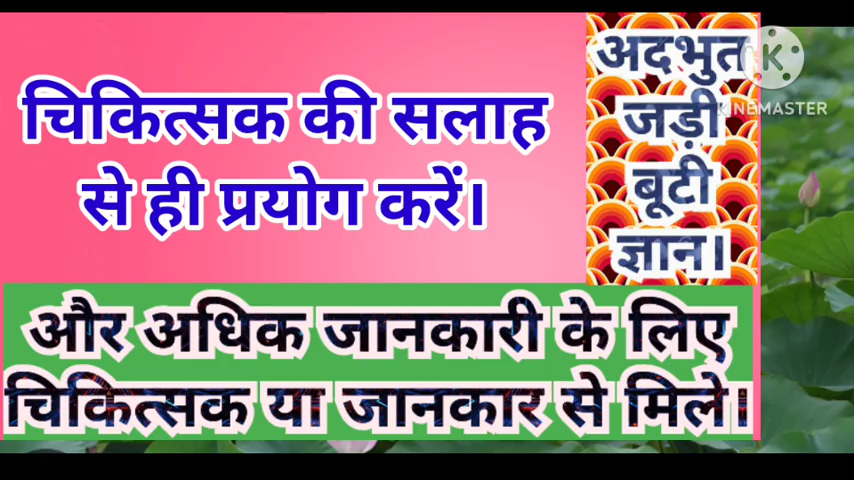 चिकित्सक की सलाह
से ही प्रयोग करें।
अदभुत
जड़ी
बूटी
ज्ञान।
KINEMASTER
और अधिक जानकारी के लिए
चिकित्सक या जानकार से मिले।